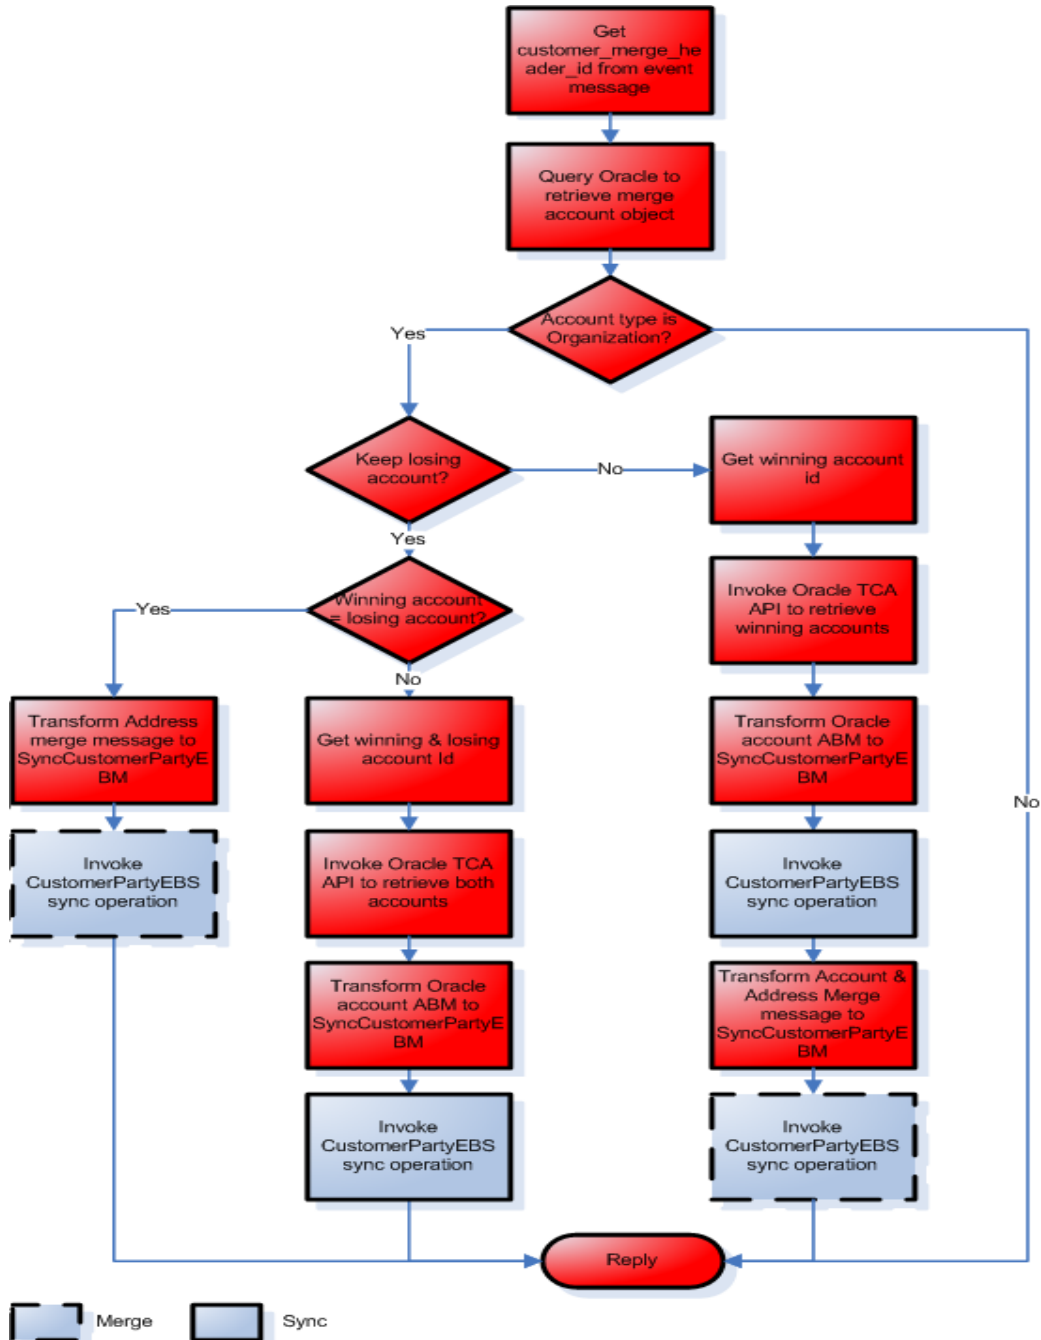 Get
customer_merge_he
ader_id from event
message
Query Oracle to
retrieve merge
account object
Account type is
Organization?
Yes
Keep losing
account?
No
Get winning account
id
Yes
Winning account
= losing account?
Yes
No
Invoke Oracle TCA
API to retrieve
winning accounts
Transform Address
merge message to
SyncCustomerPartyE
BM
Get winning & losing
account Id
Transform Oracle
account ABM to
SyncCustomerPartyE
BM
No
Invoke
CustomerPartyEBS
sync operation
Invoke Oracle TCA
API to retrieve both
accounts
Invoke
CustomerPartyEBS
sync operation
Transform Oracle
account ABM to
SyncCustomerPartyE
BM
Transform Account &
Address Merge
message to
SyncCustomerPartyE
BM
Invoke
CustomerPartyEBS
sync operation
Invoke
CustomerPartyEBS
sync operation
Reply
Merge
Sync